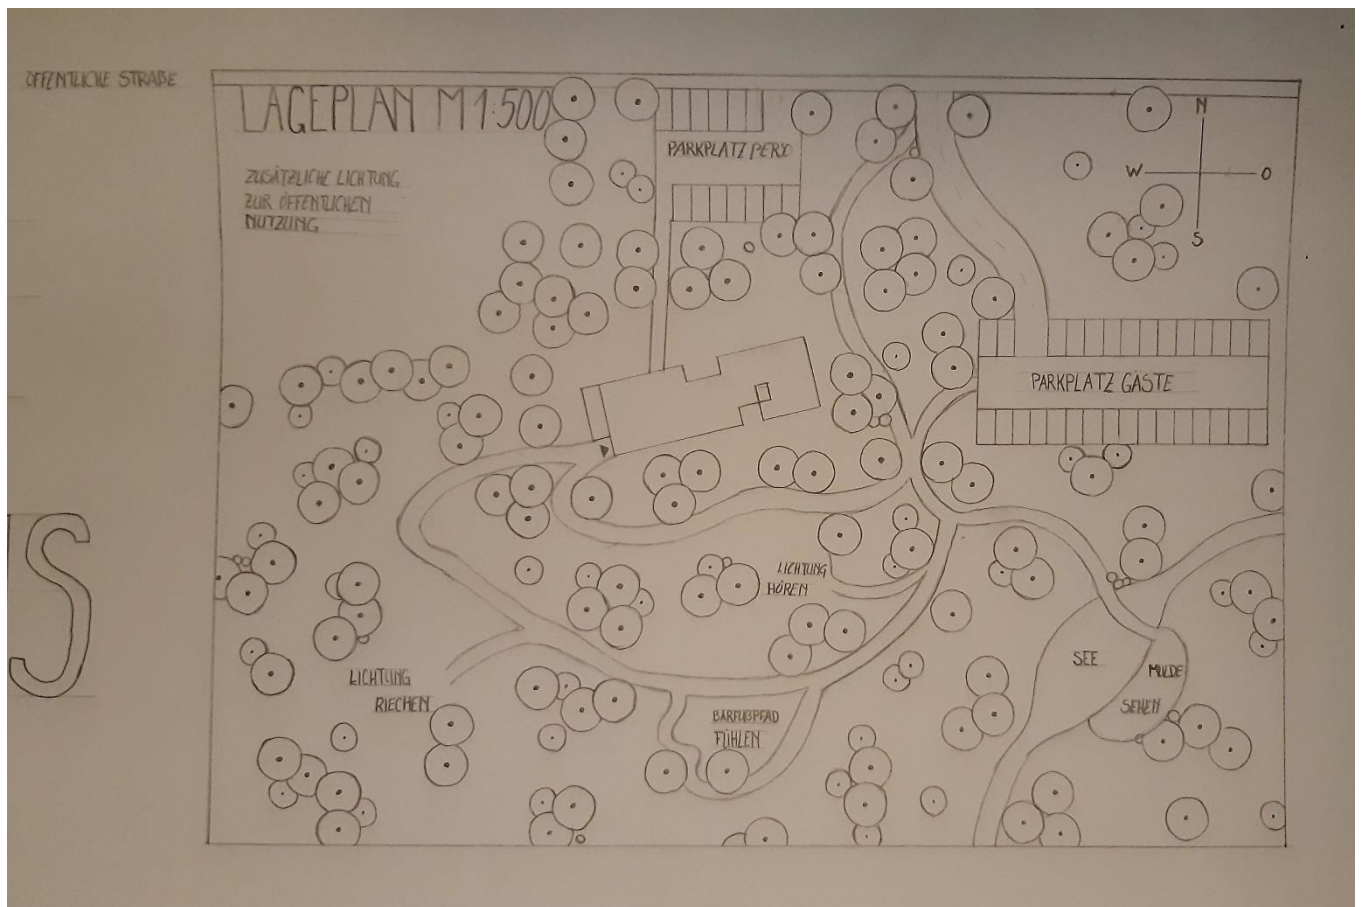 ÖFFENTLICHE STRAßE
LAGEPLAN M 1:500
ZUSÄTZLICHE LICHTUNG
ZUR ÖFFENTLICHEN
NUTZUNG
PARKPLATZ
N
W
O
S
PARKPLATZ GÄSTE
LICHTUNG
HÖREN
LICHTUNG
RIECHEN
BARFUßPFAD
FÜHLEN
SEE
MULDE
SEHEN
S